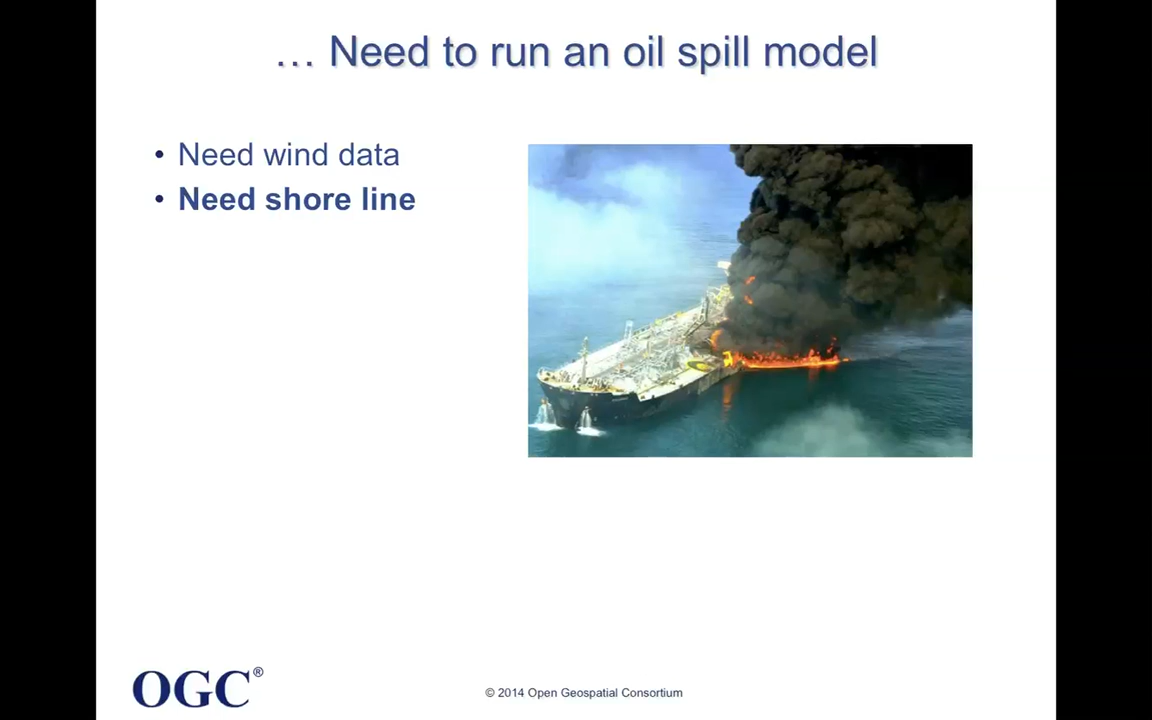 … Need to run an oil spill model
• Need wind data
• Need shore line
OGC®
© 2014 Open Geospatial Consortium